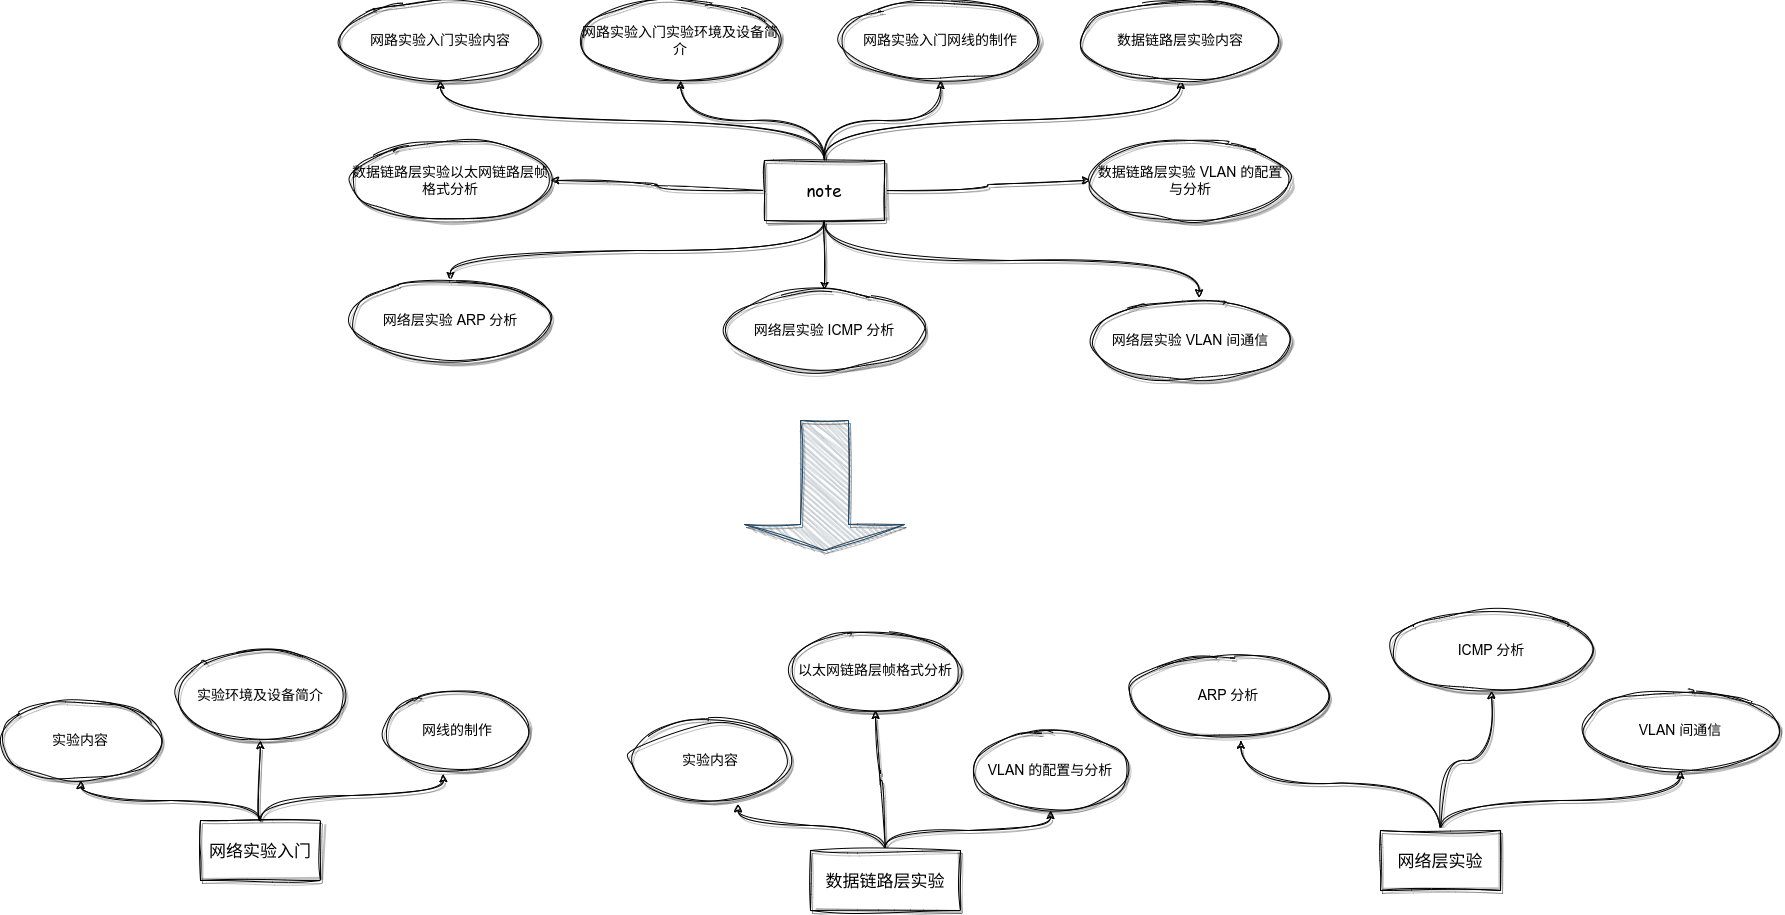 网路实验入门实验内容
网路实验入门实验环境及设备简
介
网路实验入门网线的制作
数据链路层实验内容
数据链路层实验以太网链路层帧
格式分析
note
数据链路层实验 VLAN 的配置
与分析
网络层实验 ARP 分析
网络层实验 ICMP 分析
网络层实验 VLAN 间通信
实验内容
实验环境及设备简介
网线的制作
网络实验入门
实验内容
以太网链路层帧格式分析
VLAN 的配置与分析
数据链路层实验
ARP 分析
ICMP 分析
VLAN 间通信
网络层实验